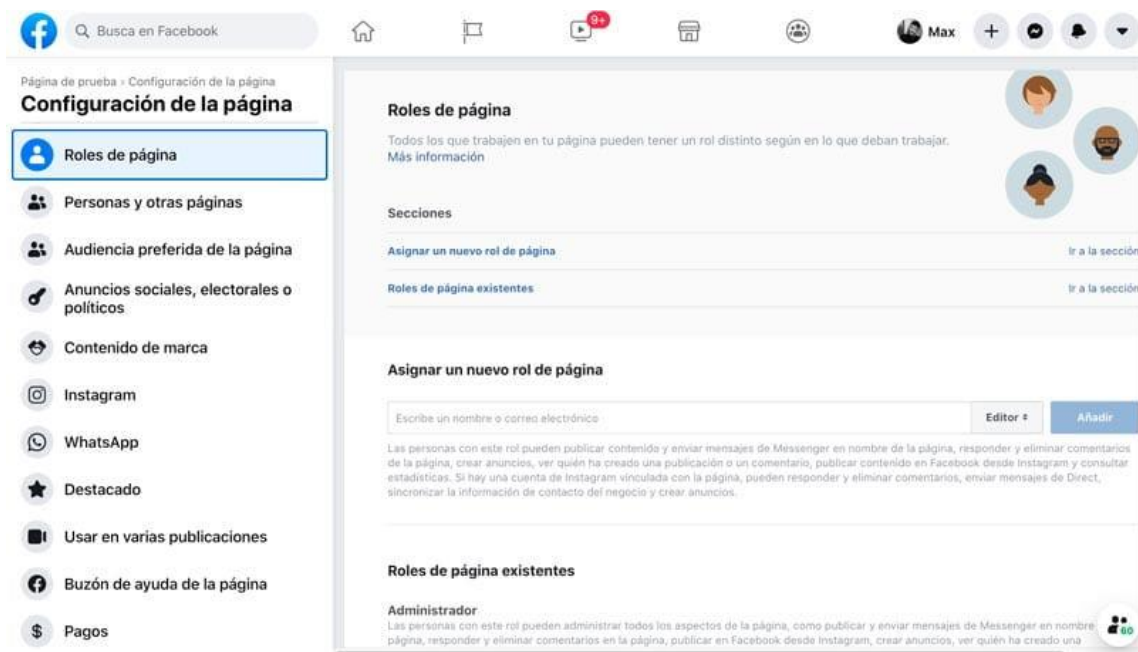 Busca en Facebook
9+
Max
Página de prueba › Configuración de la página
Configuración de la página
Roles de página
Personas y otras páginas
Audiencia preferida de la página
Anuncios sociales, electorales o
políticos
Contenido de marca
Instagram
WhatsApp
Destacado
Usar en varias publicaciones
Buzón de ayuda de la página
$ Pagos
Roles de página
Todos los que trabajen en tu página pueden tener un rol distinto según en lo que deban trabajar.
Más información
Secciones
Asignar un nuevo rol de página Ir a la sección
Roles de página existentes Ir a la sección
Asignar un nuevo rol de página
Escribe un nombre o correo electrónico Editor Añadir
Las personas con este rol pueden publicar contenido y enviar mensajes de Messenger en nombre de la página, responder y eliminar comentarios
de la página, crear anuncios, ver quién ha creado una publicación o un comentario, publicar contenido en Facebook desde Instagram y consultar
estadísticas. Si hay una cuenta de Instagram vinculada con la página, pueden responder y eliminar comentarios, enviar mensajes de Direct,
sincronizar la información de contacto del negocio y crear anuncios.
Roles de página existentes
Administrador
Las personas con este rol pueden administrar todos los aspectos de la página, como publicar y enviar mensajes de Messenger en nombre
página, responder y eliminar comentarios en la página, publicar en Facebook desde Instagram, crear anuncios, ver quién ha creado una
60